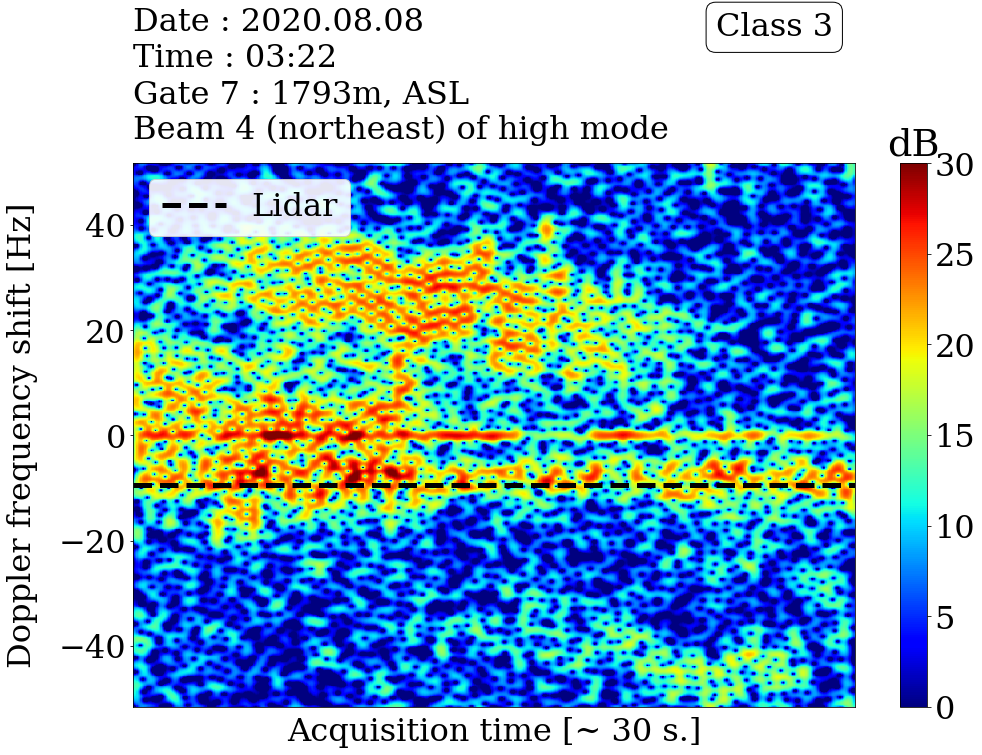 Date : 2020.08.08
Time : 03:22
Gate 7 : 1793m, ASL
Beam 4 (northeast) of high mode
Class 3
dB
Lidar
Doppler frequency shift [Hz]
40
20
0
−20
−40
Acquisition time [~ 30 s.]
30
25
20
15
10
5
0